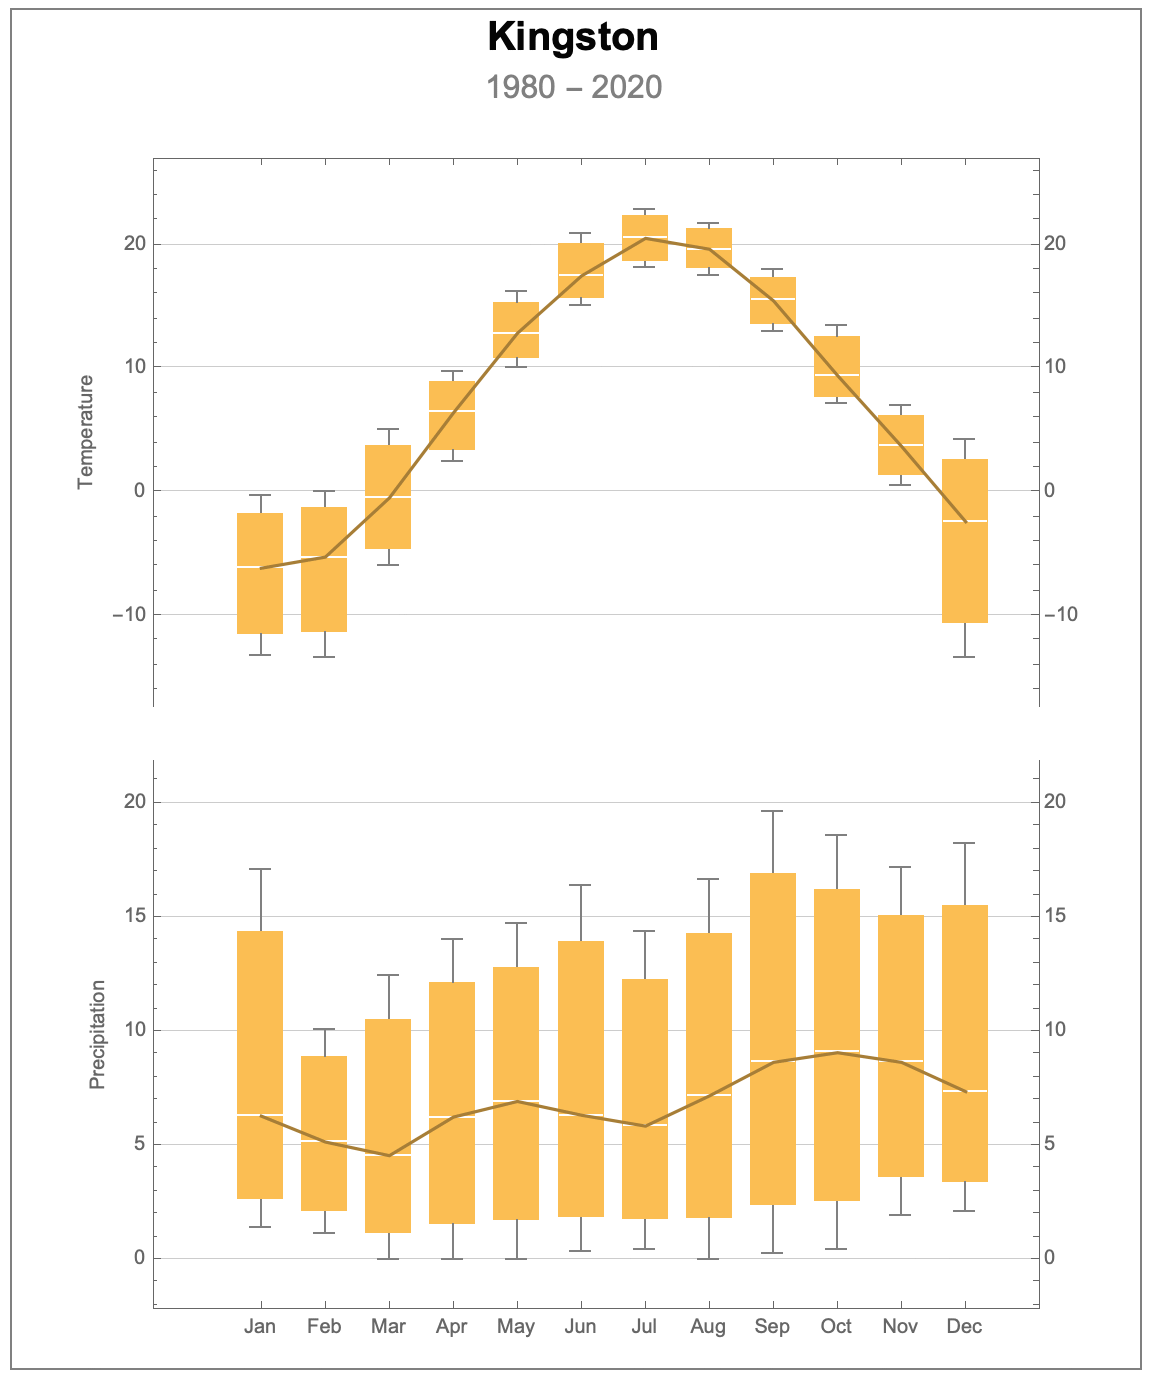 Kingston
1980 – 2020
Temperature
20 20
10 10
0 0
−10 −10
Precipitation
20 20
15 15
10 10
5 5
0 0
Jan Feb Mar Apr May Jun Jul Aug Sep Oct Nov Dec